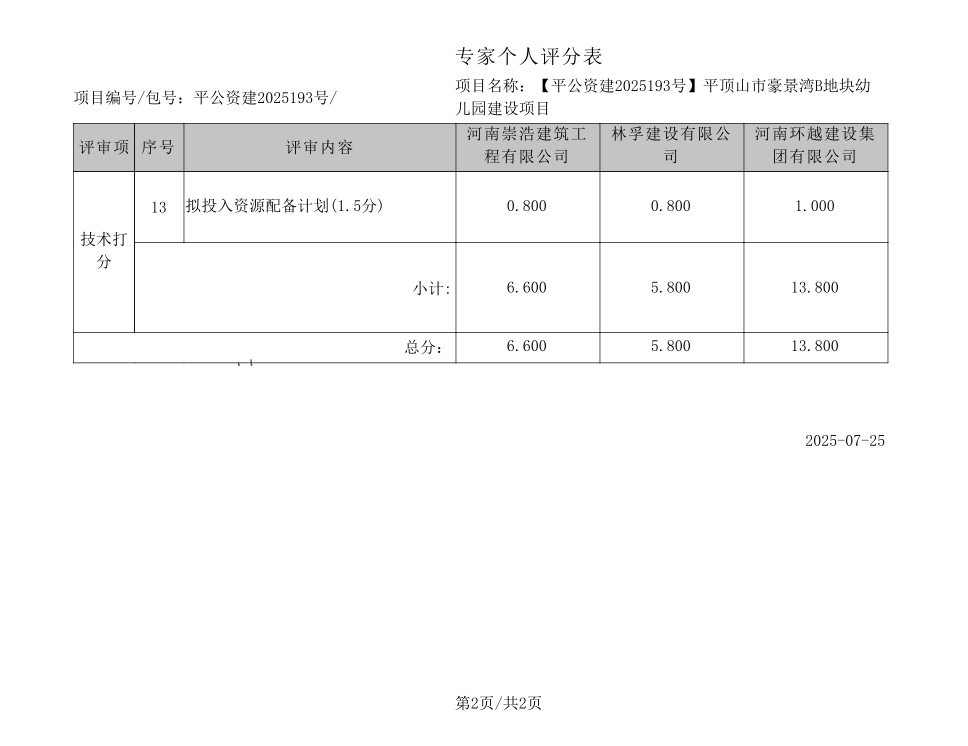 专家个人评分表
项目编号/包号: 平公资建2025193号/
项目名称: 【平公资建2025193号】平顶山市豪景湾B地块幼
儿园建设项目
评审项 序号 评审内容 河南崇浩建筑工 林孚建设有限公 河南环越建设集
程有限公司 司 团有限公司
13 拟投入资源配备计划(1.5分) 0.800 0.800 1.000
技术打
分
小计: 6.600 5.800 13.800
总分: 6.600 5.800 13.800
2025-07-25
第2页/共2页